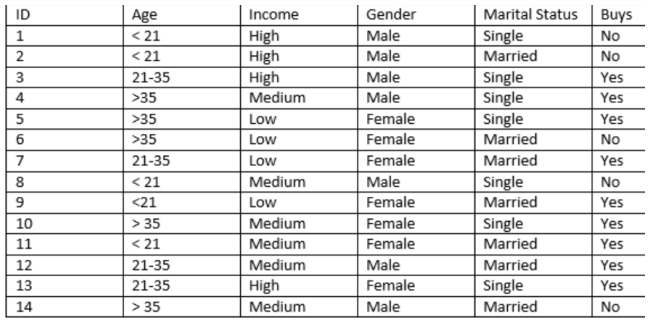 ID Age Income Gender Marital Status Buys
1 < 21 High Male Single No
2 < 21 High Male Married No
3 21-35 High Male Single Yes
4 >35 Medium Male Single Yes
5 >35 Low Female Single Yes
6 >35 Low Female Married No
7 21-35 Low Female Married Yes
8 < 21 Medium Male Single No
9 <21 Low Female Married Yes
10 > 35 Medium Female Single Yes
11 < 21 Medium Female Married Yes
12 21-35 Medium Male Married Yes
13 21-35 High Female Single Yes
14 > 35 Medium Male Married No